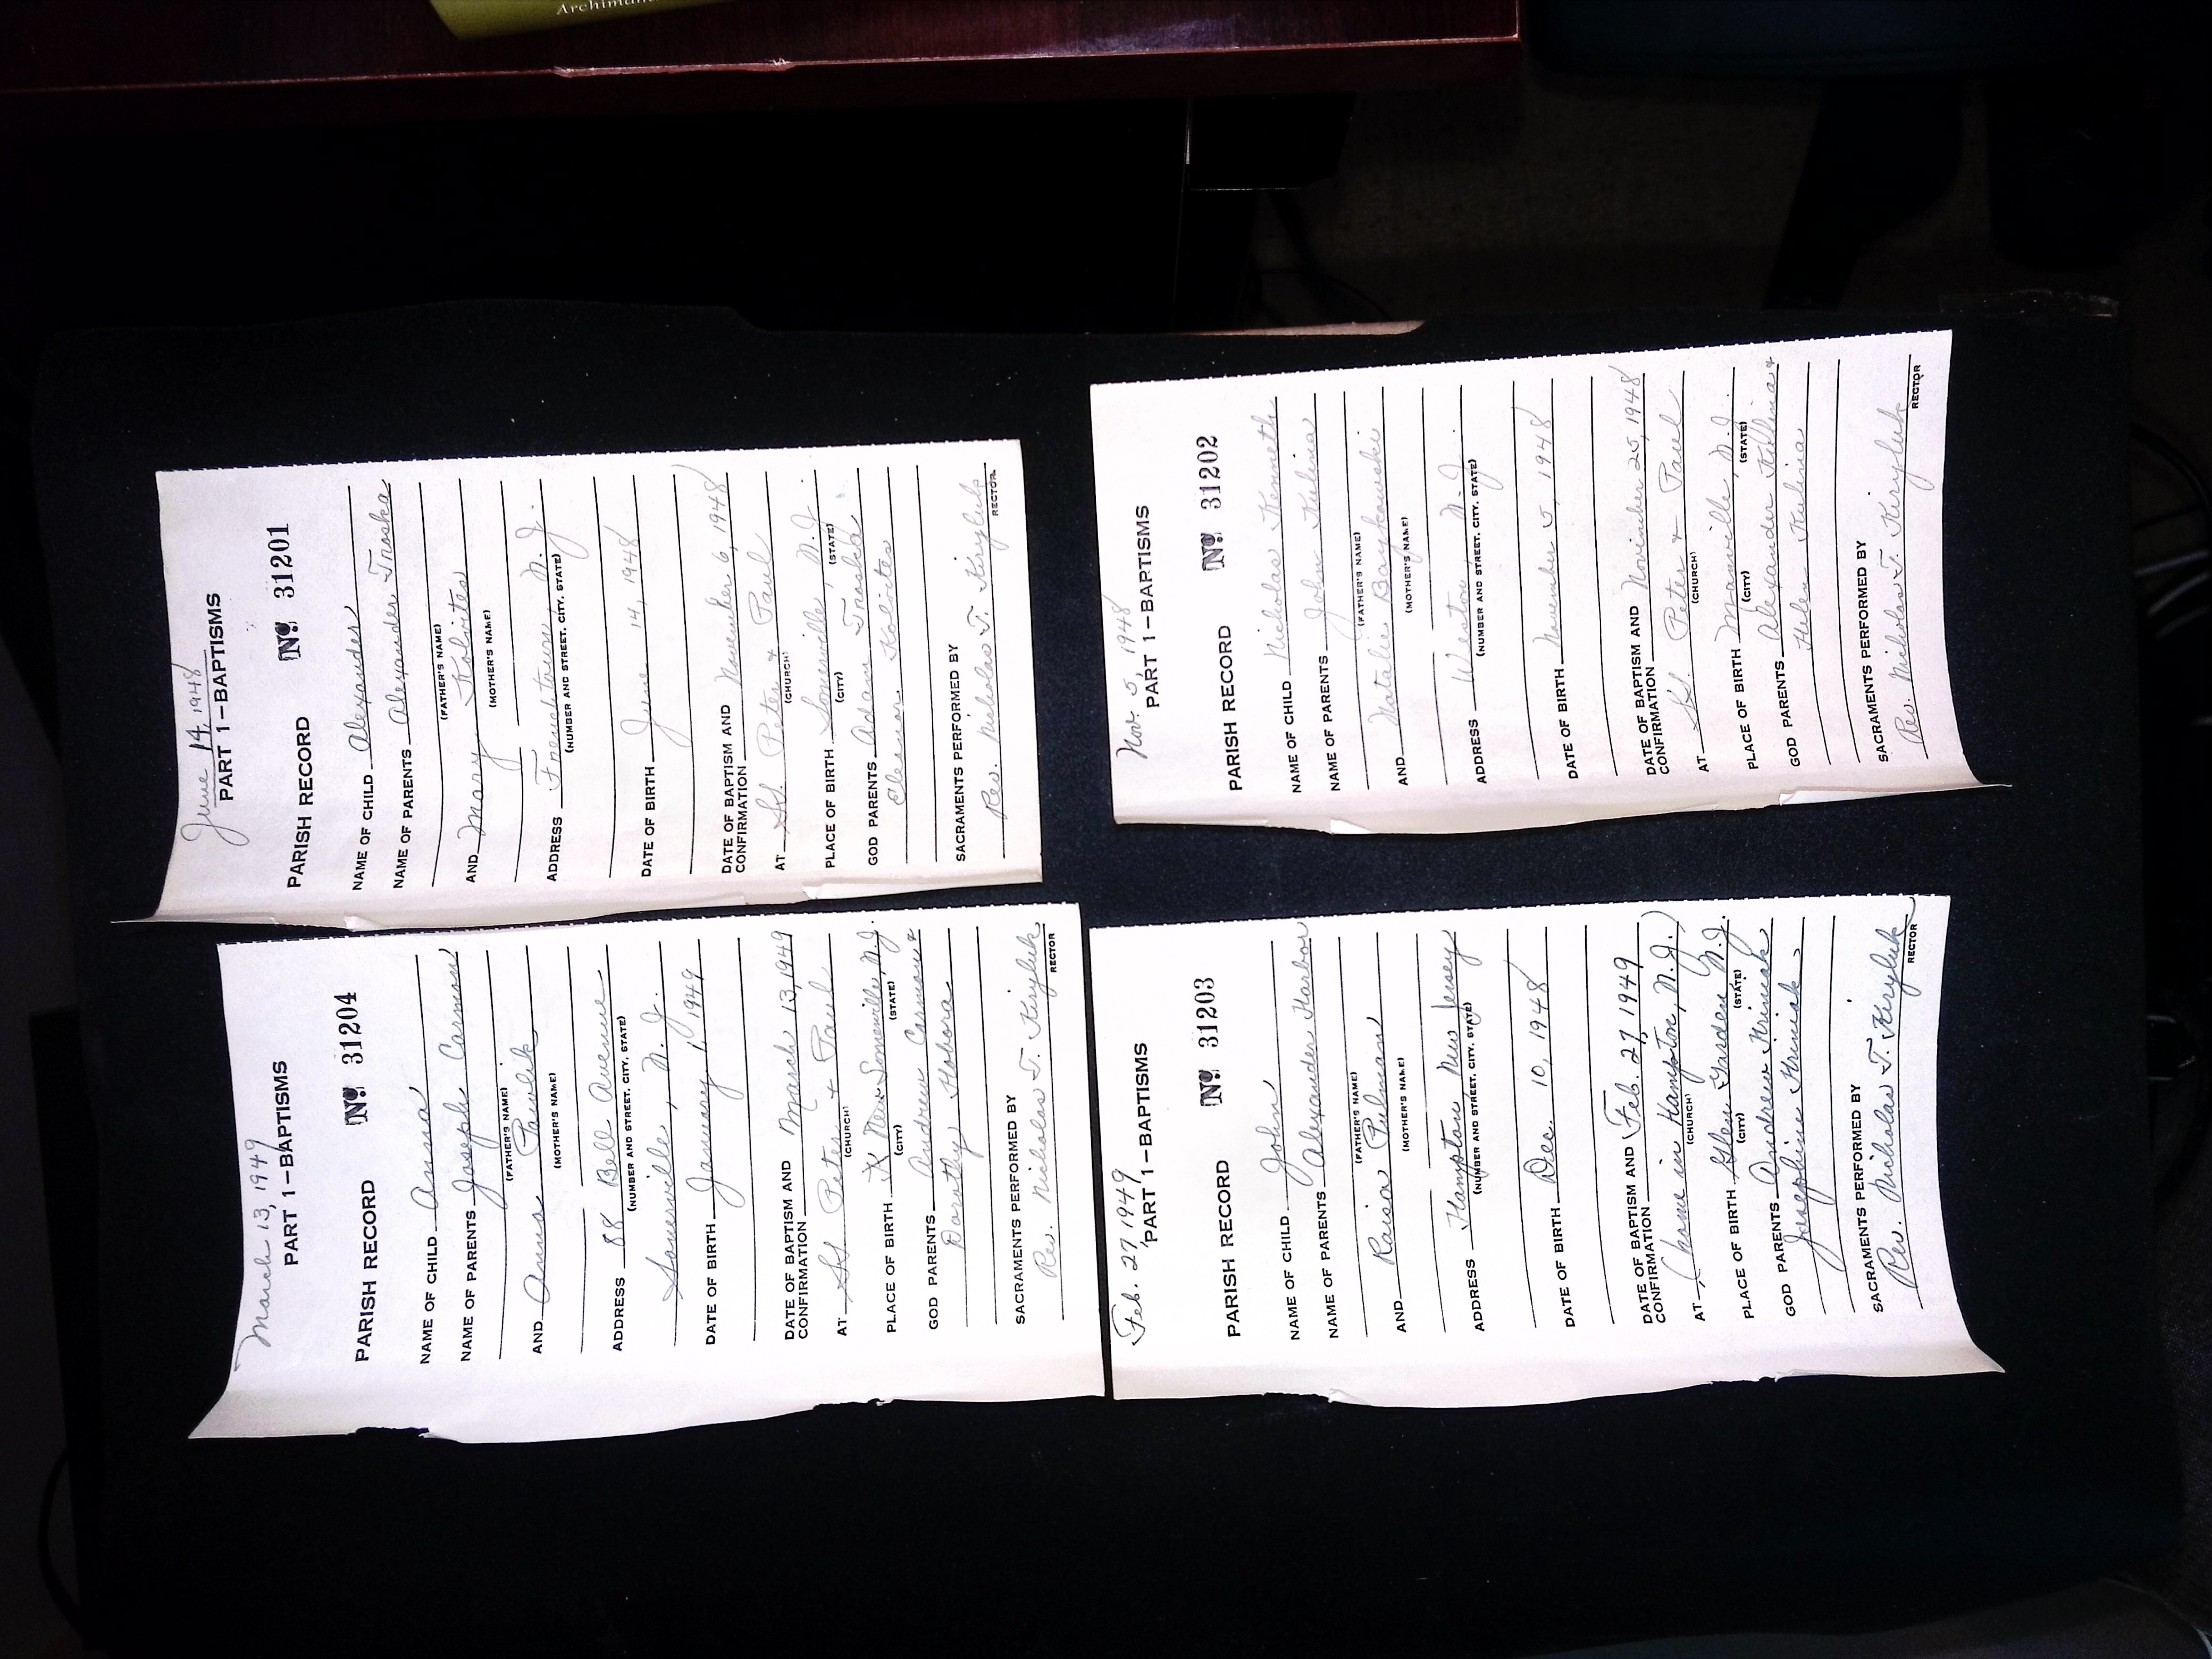 March 13, 1949
PART 1—BAPTISMS
PARISH RECORD No. 31204
NAME OF CHILD Anna
NAME OF PARENTS Joseph Carmon
(FATHER'S NAME)
AND Anna Pawlik
(MOTHER'S NAME)
ADDRESS 88 Bell Avenue
(NUMBER AND STREET, CITY, STATE)
Somerville, N. J.
DATE OF BIRTH January 1, 1949
DATE OF BAPTISM AND March 13, 1949
CONFIRMATION
AT SS Peter + Paul
(CHURCH)
PLACE OF BIRTH New Somerville, N.J.
(CITY) (STATE)
GOD PARENTS Andrew Carmon +
Dorothy Hobora
SACRAMENTS PERFORMED BY
Rev. Nicholas T. Kiryluk
RECTOR
June 14, 1948
PART 1—BAPTISMS
PARISH RECORD No. 31201
NAME OF CHILD Alexander
NAME OF PARENTS Alexander Troska
(FATHER'S NAME)
AND Mary Kolvites
(MOTHER'S NAME)
ADDRESS Frenchtown, N. J.
(NUMBER AND STREET, CITY, STATE)
DATE OF BIRTH June 14, 1948
DATE OF BAPTISM AND November 6, 1948
CONFIRMATION
AT SS. Peter + Paul
(CHURCH)
PLACE OF BIRTH Somerville, N.J.
(CITY) (STATE)
GOD PARENTS Adam Troska
Eleanor Kolvites
SACRAMENTS PERFORMED BY
Rev. Nicholas T. Kiryluk
RECTOR
Feb. 27, 1949
PART 1—BAPTISMS
PARISH RECORD No. 31203
NAME OF CHILD John
NAME OF PARENTS Alexander Harbor
(FATHER'S NAME)
AND Raisa Pulman
(MOTHER'S NAME)
ADDRESS Hampton, New Jersey
(NUMBER AND STREET, CITY, STATE)
DATE OF BIRTH Dec. 10, 1948
DATE OF BAPTISM AND Feb. 27, 1949
CONFIRMATION
AT (home in Hampton, N.J.)
(CHURCH)
PLACE OF BIRTH Glen Garden, N.J.
(CITY) (STATE)
GOD PARENTS Andrew Hriniak
Josephine Hriniak
SACRAMENTS PERFORMED BY
Rev. Nicholas T. Kiryluk
RECTOR
Nov. 5, 1948
PART 1—BAPTISMS
PARISH RECORD No. 31202
NAME OF CHILD Nicholas Kenneth
NAME OF PARENTS John Kulina
(FATHER'S NAME)
AND Natalie Baykowski
(MOTHER'S NAME)
ADDRESS Weston, N. J.
(NUMBER AND STREET, CITY, STATE)
DATE OF BIRTH November 5, 1948
DATE OF BAPTISM AND November 25, 1948
CONFIRMATION
AT SS. Peter + Paul
(CHURCH)
PLACE OF BIRTH Manville, N.J.
(CITY) (STATE)
GOD PARENTS Alexander Kulina +
Helen Kulina
SACRAMENTS PERFORMED BY
Rev. Nicholas T. Kiryluk
RECTOR